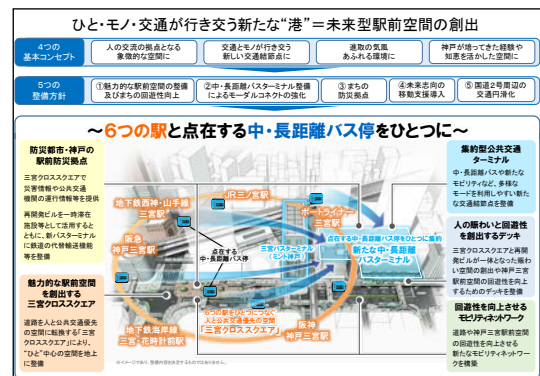 ひと・モノ・交通が行き交う新たな“港”＝未来型駅前空間の創出
4つの
基本コンセプト
人の交流の拠点となる
象徴的な空間に
交通とモノが行き交う
新しい交通結節点に
進取の気風
あふれる環境に
神戸が培ってきた経験や
知恵を活かした空間に
5つの
整備方針
①魅力的な駅前空間の整備
及びまちの回遊性向上
②中・長距離バスターミナル整備
によるモーダルコネクトの強化
③まちの
防災拠点
④未来志向の
移動支援導入
⑤国道2号周辺の
交通円滑化
～6つの駅と点在する中・長距離バス停をひとつに～
防災都市・神戸の
駅前防災拠点
三宮クロススクエアで
災害情報や公共交通
機関の運行情報等を提供
再開発ビルを一時滞在
施設等として活用すると
ともに、新バスターミナル
に鉄道の代替輸送機能
等を整備
魅力的な駅前空間
を創出する
三宮クロススクエア
道路を人と公共交通優先
の空間に転換する「三宮
クロススクエア」により、
“ひと”中心の空間を地上
に整備
JR三ノ宮駅
地下鉄西神・山手線
三宮駅
ポートライナー
三宮駅
阪急
神戸三宮駅
点在する
中・長距離バス停
三宮バスターミナル
（ミント神戸）
点在する中・長距離バス停をひとつに集約
新たな中・長距離
バスターミナル
6つの駅をひとつにつなぐ
人と公共交通優先の空間
「三宮クロススクエア」
地下鉄海岸線
三宮・花時計前駅
阪神
神戸三宮駅
集約型公共交通
ターミナル
中・長距離バスや新たな
モビリティなど、多様な
モードを利用しやすい新た
な交通結節点を整備
人の賑わいと回遊性
を創出するデッキ
三宮クロススクエアと再開
発ビルが一体となった賑わ
い空間の創出や神戸三宮
駅前空間の回遊性を向上
するためのデッキを整備
回遊性を向上させる
モビリティネットワーク
道路や神戸三宮駅前空間
の回遊性を向上させる
新たなモビリティネットワー
クを構築
※イメージであり、整備内容を決定するものではありません。